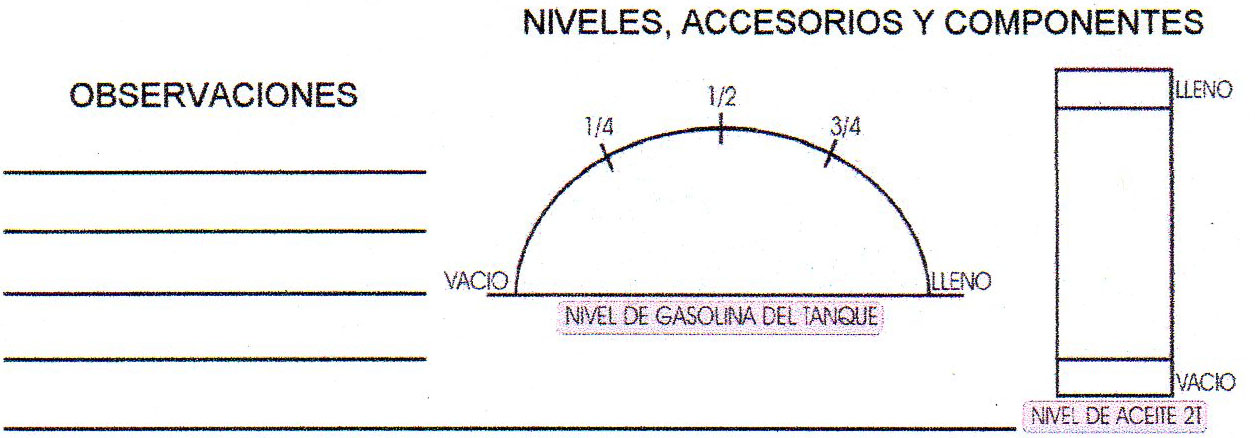 NIVELES, ACCESORIOS Y COMPONENTES
OBSERVACIONES
1/4
1/2
3/4
VACIO
LLENO
NIVEL DE GASOLINA DEL TANQUE
LLENO
VACIO
NIVEL DE ACEITE 2T